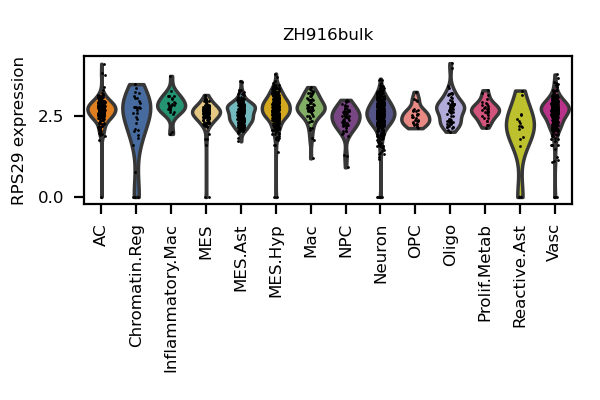 ZH916bulk
RPS29 expression
2.5
0.0
AC
Chromatin.Reg
Inflammatory.Mac
MES
MES.Ast
MES.Hyp
Mac
NPC
Neuron
OPC
Oligo
Prolif.Metab
Reactive.Ast
Vasc